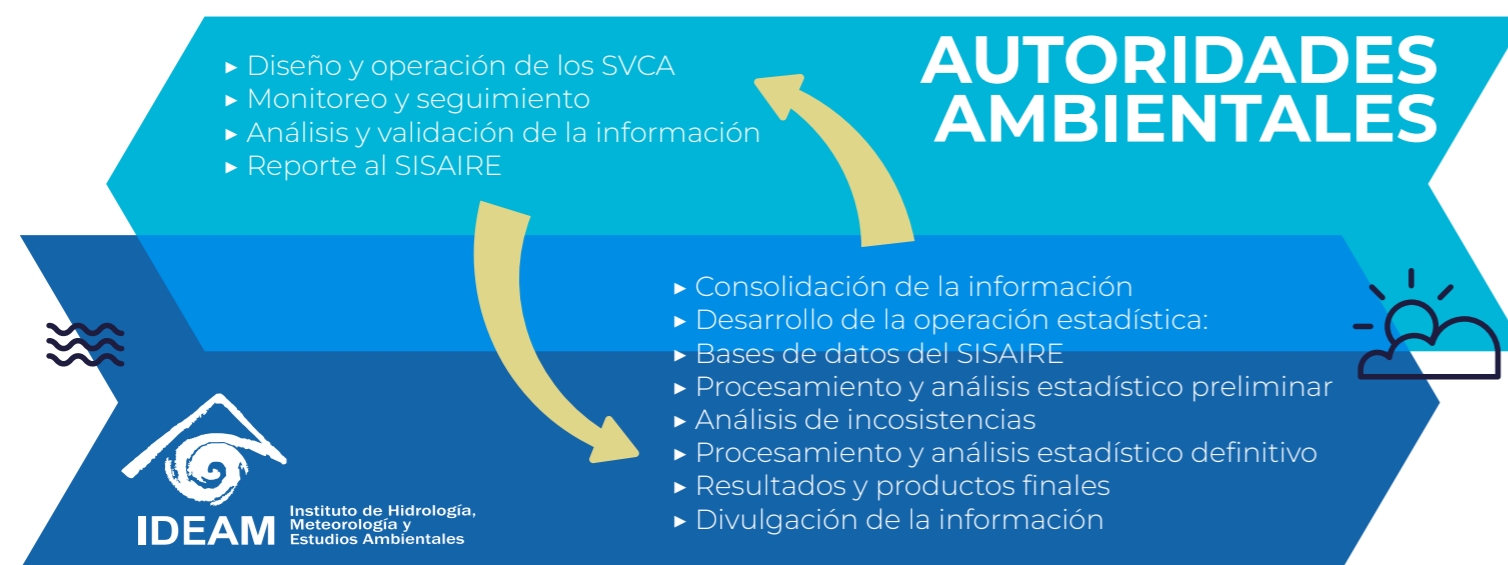 AUTORIDADES
AMBIENTALES
▸ Diseño y operación de los SVCA
▸ Monitoreo y seguimiento
▸ Análisis y validación de la información
▸ Reporte al SISAIRE
▸ Consolidación de la información
▸ Desarrollo de la operación estadística:
▸ Bases de datos del SISAIRE
▸ Procesamiento y análisis estadístico preliminar
▸ Análisis de incosistencias
▸ Procesamiento y análisis estadístico definitivo
▸ Resultados y productos finales
▸ Divulgación de la información
IDEAM
Instituto de Hidrología,
Meteorología y
Estudios Ambientales